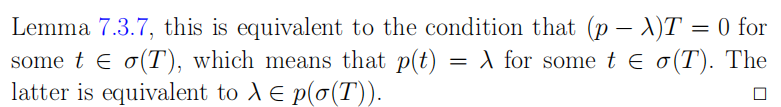 Lemma 7.3.7, this is equivalent to the condition that (p − λ)T = 0 for
some t ∈ σ(T), which means that p(t) = λ for some t ∈ σ(T). The
latter is equivalent to λ ∈ p(σ(T)). □